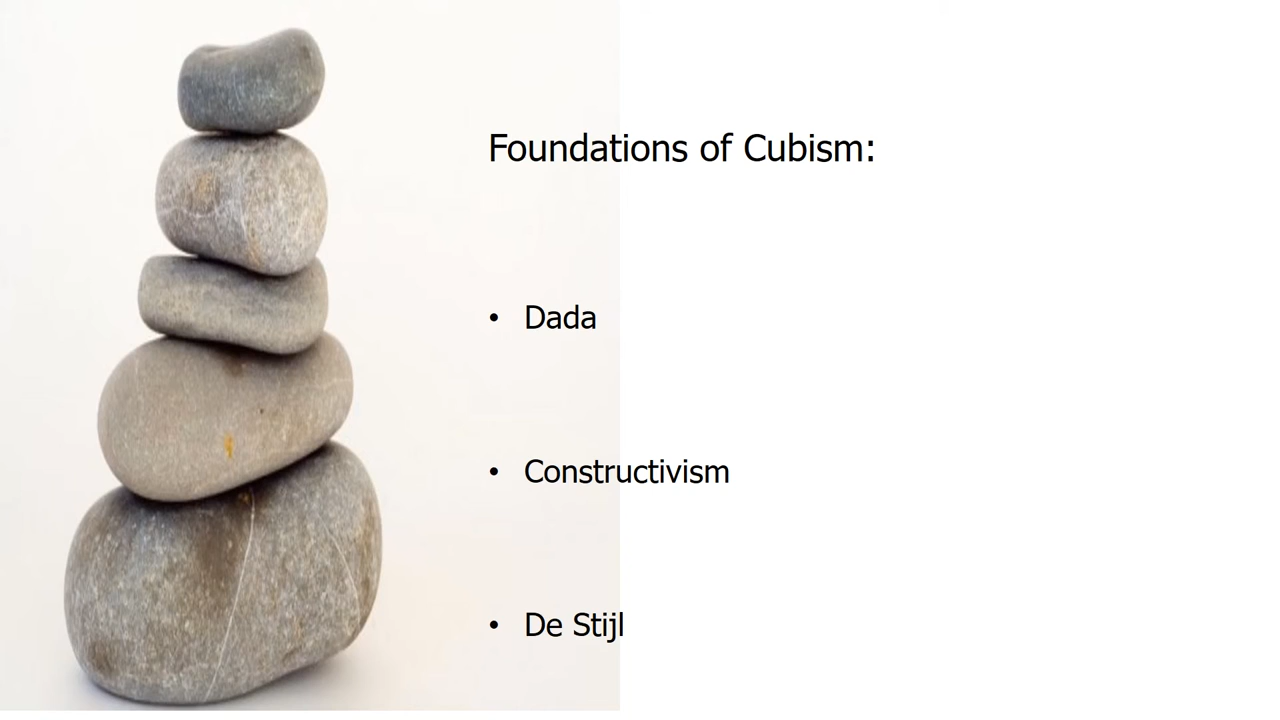 Foundations of Cubism:
• Dada
• Constructivism
• De Stijl